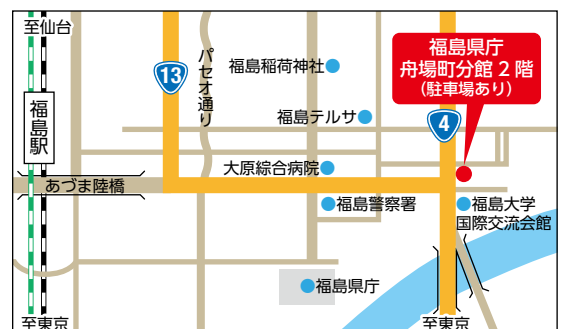 至仙台
福島駅
13
パセオ通り
福島稲荷神社
福島県庁
舟場町分館2階
（駐車場あり）
福島テルサ
4
大原綜合病院
あづま陸橋
福島警察署
福島大学
国際交流会館
福島県庁
至東京
至東京